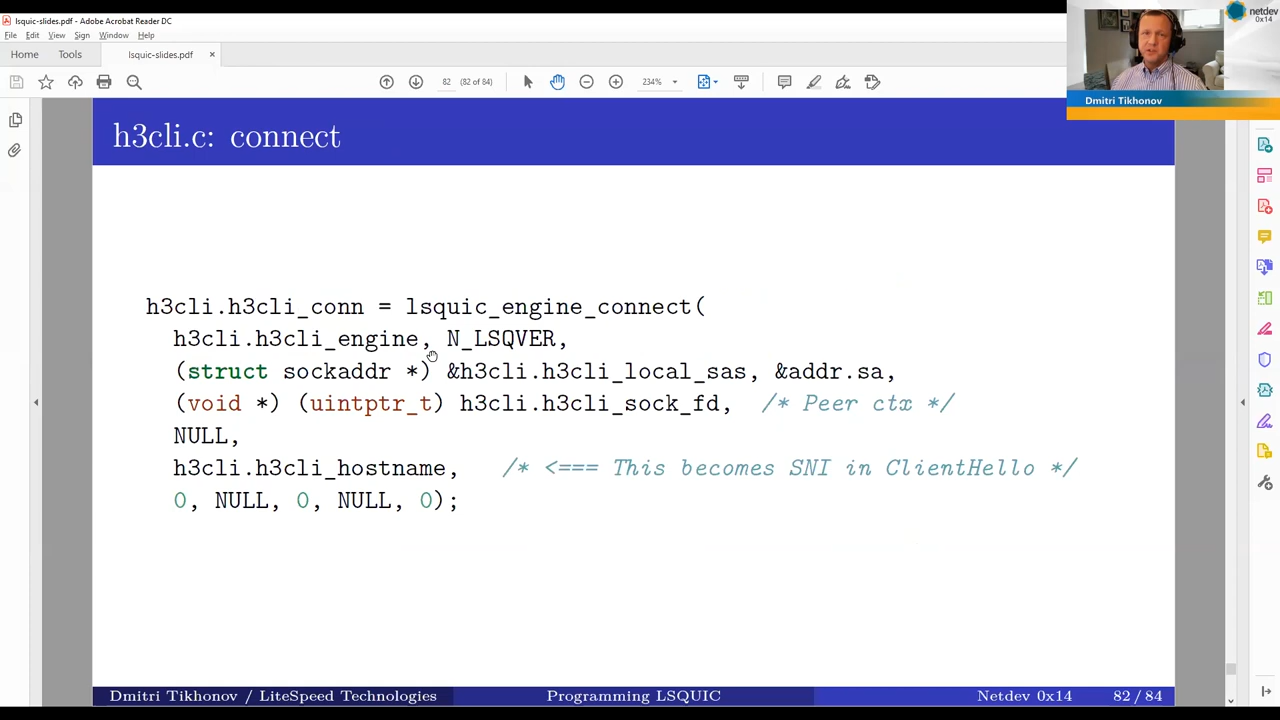 lsquic-slides.pdf - Adobe Acrobat Reader DC
File Edit View Sign Window Help
Home Tools lsquic-slides.pdf ×
82 (82 of 84) 234%
netdev
0x14
Dmitri Tikhonov
h3cli.c: connect
h3cli.h3cli_conn = lsquic_engine_connect(
h3cli.h3cli_engine, N_LSQVER,
(struct sockaddr *) &h3cli.h3cli_local_sas, &addr.sa,
(void *) (uintptr_t) h3cli.h3cli_sock_fd, /* Peer ctx */
NULL,
h3cli.h3cli_hostname, /* <=== This becomes SNI in ClientHello */
0, NULL, 0, NULL, 0);
Dmitri Tikhonov / LiteSpeed Technologies Programming LSQUIC Netdev 0x14 82 / 84